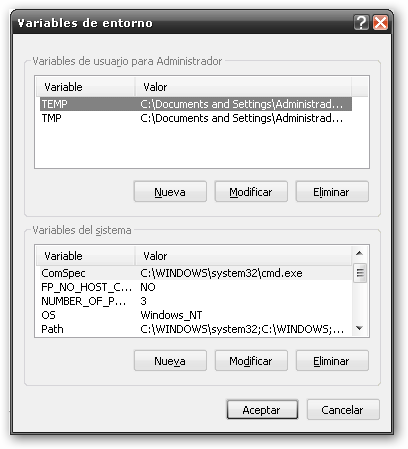 Variables de entorno
Variables de usuario para Administrador
Variable Valor
TEMP C:\Documents and Settings\Administrad...
TMP C:\Documents and Settings\Administrad...
Nueva Modificar Eliminar
Variables del sistema
Variable Valor
ComSpec C:\WINDOWS\system32\cmd.exe
FP_NO_HOST_C... NO
NUMBER_OF_P... 3
OS Windows_NT
Path C:\WINDOWS\system32;C:\WINDOWS;...
Nueva Modificar Eliminar
Aceptar Cancelar